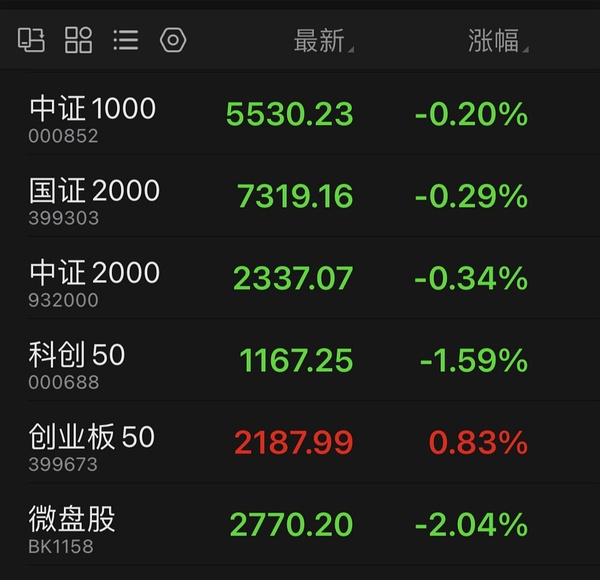 最新 涨幅
中证1000 5530.23 -0.20%
000852
国证2000 7319.16 -0.29%
399303
中证2000 2337.07 -0.34%
932000
科创50 1167.25 -1.59%
000688
创业板50 2187.99 0.83%
399673
微盘股 2770.20 -2.04%
BK1158